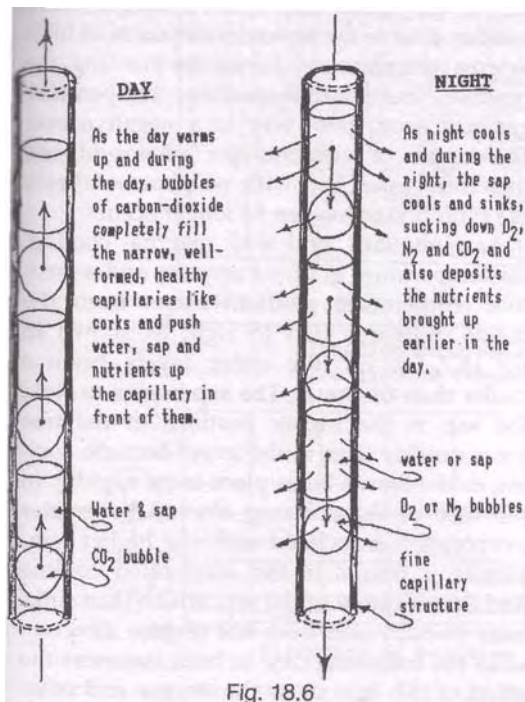 DAY
As the day warms
up and during
the day, bubbles
of carbon-dioxide
completely fill
the narrow, well-
formed, healthy
capillaries like
corks and push
water, sap and
nutrients up
the capillary in
front of them.
Water & sap
CO2 bubble
NIGHT
As night cools
and during the
night, the sap
cools and sinks,
sucking down O2,
N2 and CO2 and
also deposits
the nutrients
brought up
earlier in the
day.
water or sap
O2 or N2 bubbles
fine
capillary
structure
Fig. 18.6